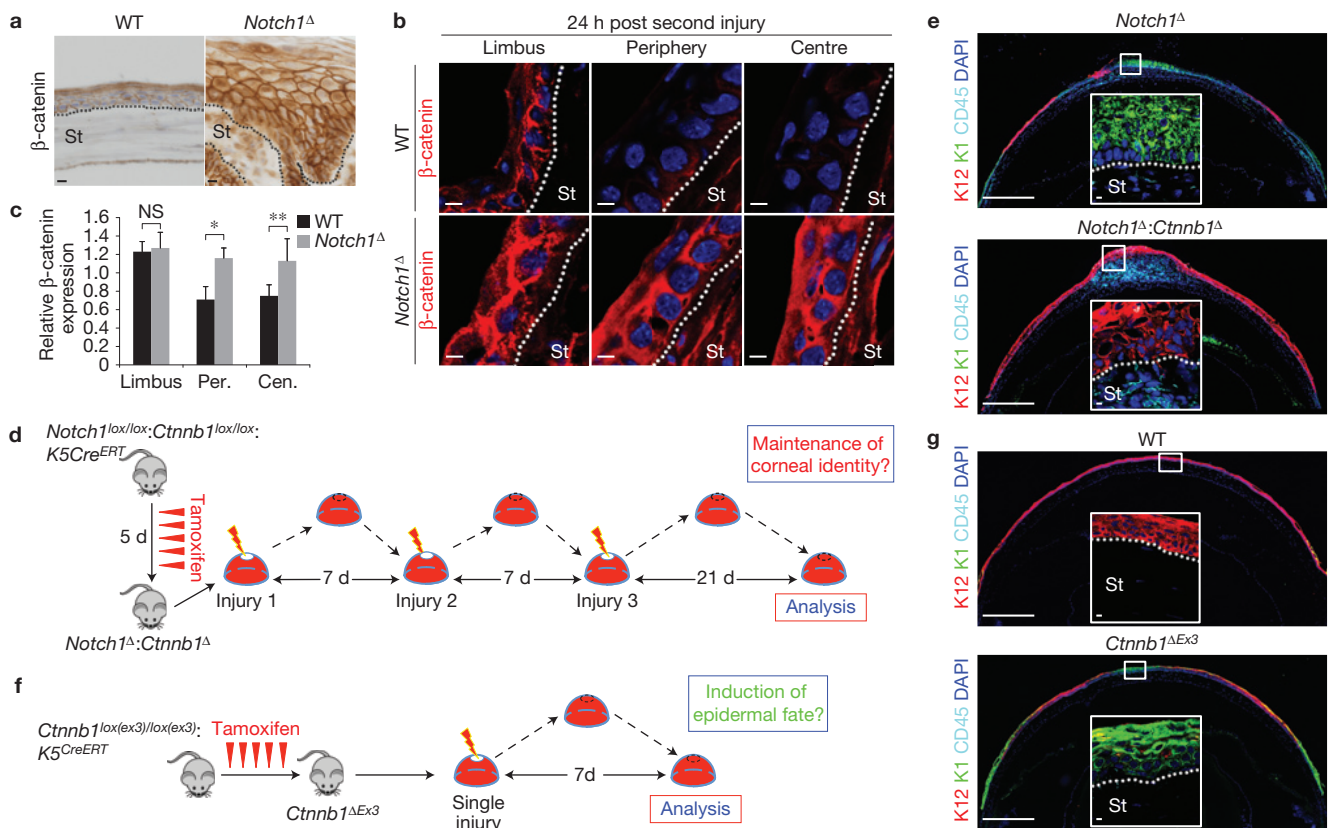 a
WT
Notch1Δ
β-catenin
St
b
24 h post second injury
Limbus
Periphery
Centre
WT
β-catenin
St
St
St
Notch1Δ
β-catenin
St
St
St
c
Relative β-catenin
expression
1.6
1.4
1.2
1.0
0.8
0.6
0.4
0.2
0
NS
*
**
WT
Notch1Δ
Limbus
Per.
Cen.
d
Notch1lox/lox:Ctnnb1lox/lox:
K5CreERT
5 d
Tamoxifen
Notch1Δ:Ctnnb1Δ
Injury 1
7 d
Injury 2
7 d
Injury 3
21 d
Analysis
Maintenance of
corneal identity?
e
Notch1Δ
K12 K1 CD45 DAPI
St
Notch1Δ:Ctnnb1Δ
K12 K1 CD45 DAPI
St
f
Ctnnb1lox(ex3)/lox(ex3):
K5CreERT
Tamoxifen
Ctnnb1ΔEx3
Single
injury
7d
Analysis
Induction of
epidermal fate?
g
WT
K12 K1 CD45 DAPI
St
Ctnnb1ΔEx3
K12 K1 CD45 DAPI
St